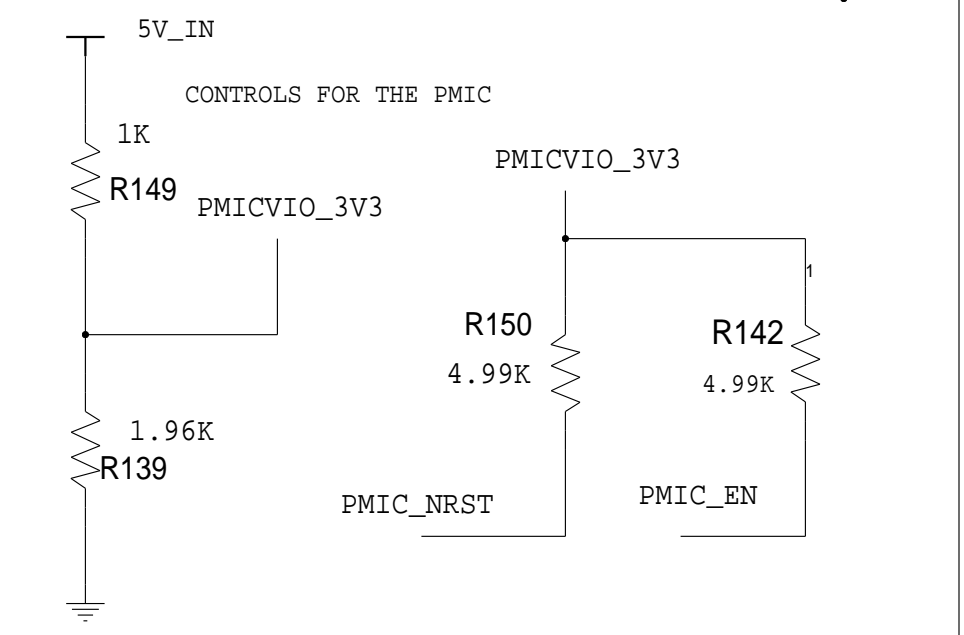 5V_IN
CONTROLS FOR THE PMIC
1K
R149
PMICVIO_3V3
1.96K
R139
PMICVIO_3V3
1
R150
4.99K
R142
4.99K
PMIC_NRST
PMIC_EN